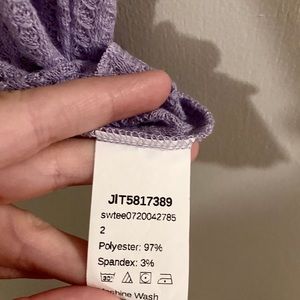 JIT5817389
swtee0720042785
2
Polyester: 97%
Spandex: 3%
Machine Wash